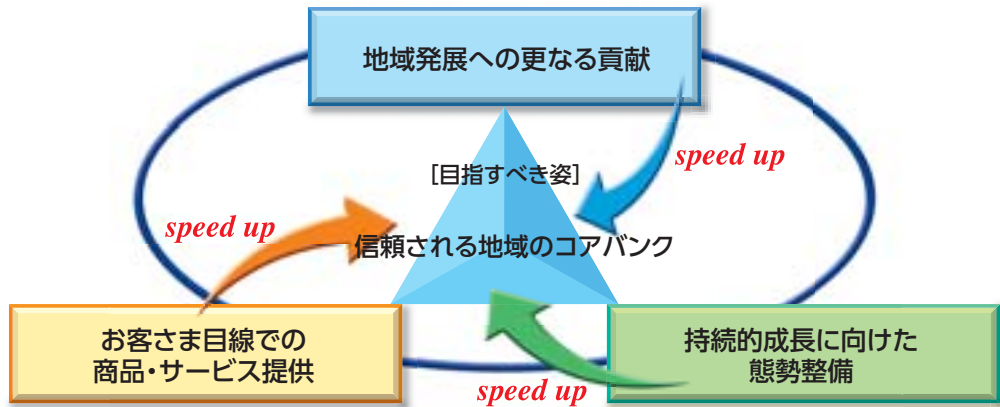 地域発展への更なる貢献
[目指すべき姿]
speed up
speed up
信頼される地域のコアバンク
お客さま目線での
商品・サービス提供
持続的成長に向けた
態勢整備
speed up